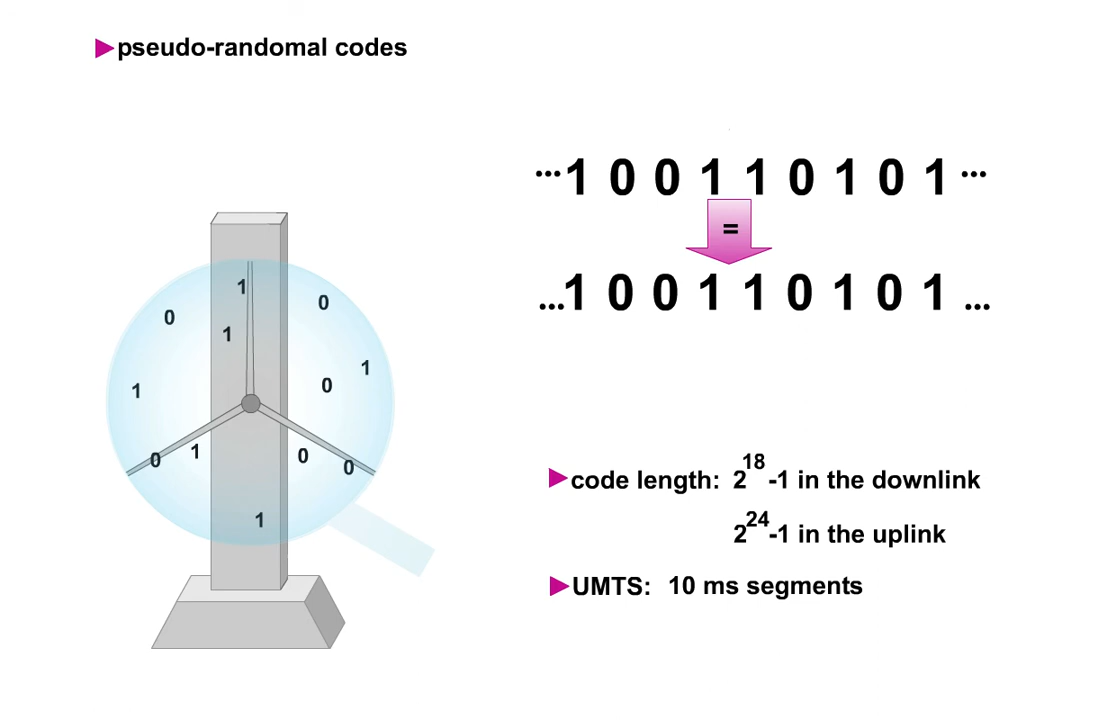 ▶pseudo-randomal codes
...1 0 0 1 1 0 1 0 1...
=
...1 0 0 1 1 0 1 0 1...
1
0
0
1
1
1
0
0
1
0
0
1
▶code length: 2^18-1 in the downlink
2^24-1 in the uplink
▶UMTS: 10 ms segments